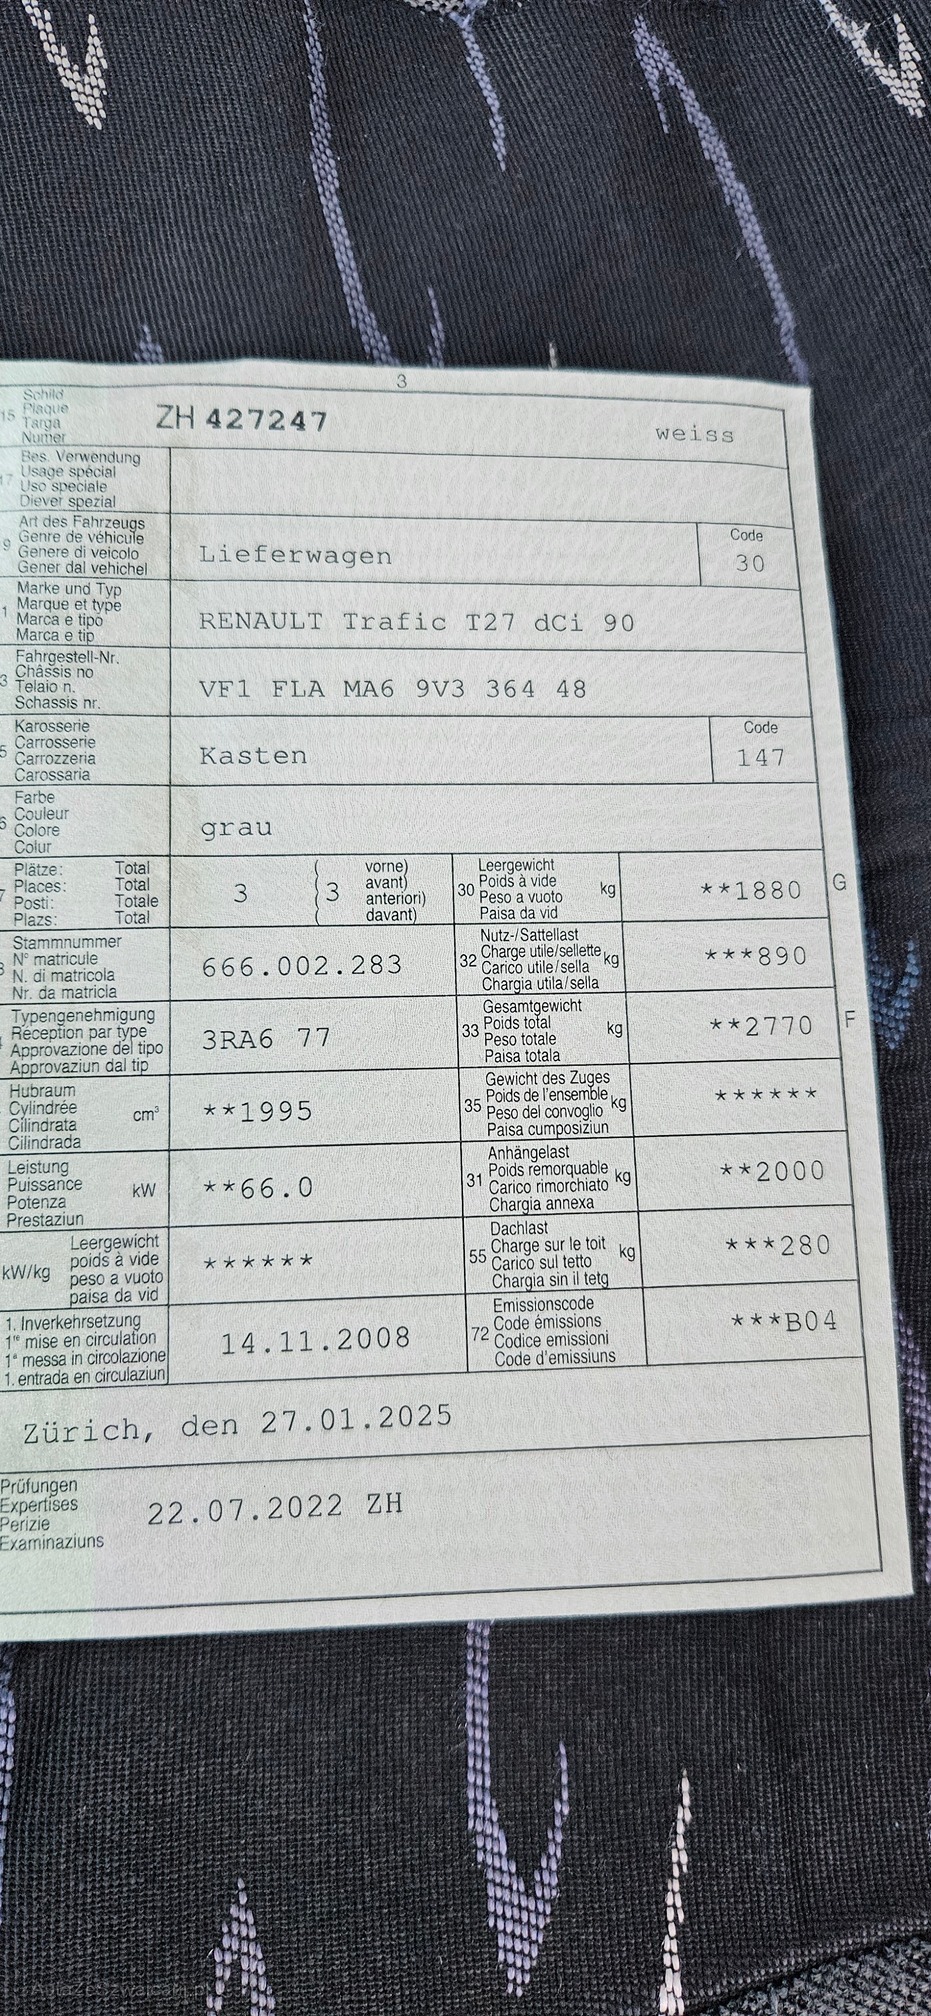 3
15 Schild
Plaque
Targa
Numer
ZH 427247
weiss
17 Bes. Verwendung
Usage spécial
Uso speciale
Diever spezial
9 Art des Fahrzeugs
Genre de véhicule
Genere di veicolo
Gener dal vehichel
Lieferwagen
Code
30
1 Marke und Typ
Marque et type
Marca e tipo
Marca e tip
RENAULT Trafic T27 dCi 90
3 Fahrgestell-Nr.
Châssis no
Telaio n.
Schassis nr.
VF1 FLA MA6 9V3 364 48
5 Karosserie
Carrosserie
Carrozzeria
Carossaria
Kasten
Code
147
6 Farbe
Couleur
Colore
Colur
grau
7 Plätze: Total
Places: Total
Posti: Totale
Plazs: Total
3
( 3 vorne)
avant)
anteriori)
davant)
30 Leergewicht
Poids à vide
Peso a vuoto
Paisa da vid
kg
**1880
G
Stammnummer
N° matricule
N. di matricola
Nr. da matricla
666.002.283
32 Nutz-/Sattellast
Charge utile/sellette
Carico utile/sella
Chargia utila/sella
kg
***890
Typengenehmigung
Réception par type
Approvazione del tipo
Approvaziun dal tip
3RA6 77
33 Gesamtgewicht
Poids total
Peso totale
Paisa totala
kg
**2770
F
Hubraum
Cylindrée
Cilindrata
Cilindrada
cm³
**1995
35 Gewicht des Zuges
Poids de l'ensemble
Peso del convoglio
Paisa cumposiziun
kg
******
Leistung
Puissance
Potenza
Prestaziun
kW
**66.0
31 Anhängelast
Poids remorquable
Carico rimorchiato
Chargia annexa
kg
**2000
kW/kg
Leergewicht
poids à vide
peso a vuoto
paisa da vid
******
55 Dachlast
Charge sur le toit
Carico sul tetto
Chargia sin il tetg
kg
***280
1. Inverkehrsetzung
1re mise en circulation
1a messa in circolazione
1. entrada en circulaziun
14.11.2008
72 Emissionscode
Code émissions
Codice emissioni
Code d'emissiuns
***B04
Zürich, den 27.01.2025
Prüfungen
Expertises
Perizie
Examinaziuns
22.07.2022 ZH